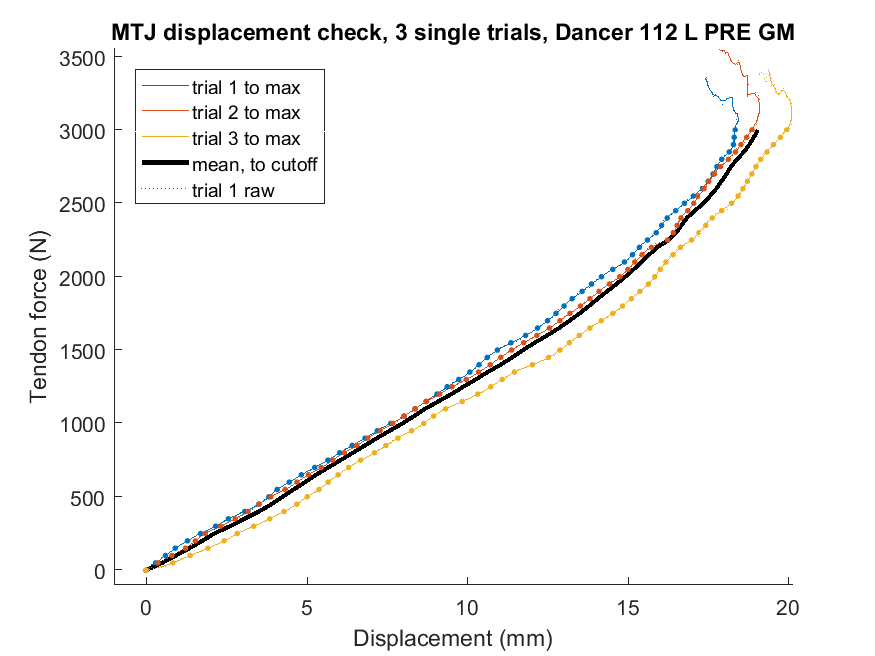 MTJ displacement check, 3 single trials, Dancer 112 L PRE GM
3500
3000
2500
2000
1500
1000
500
0
Tendon force (N)
trial 1 to max
trial 2 to max
trial 3 to max
mean, to cutoff
trial 1 raw
0 5 10 15 20
Displacement (mm)